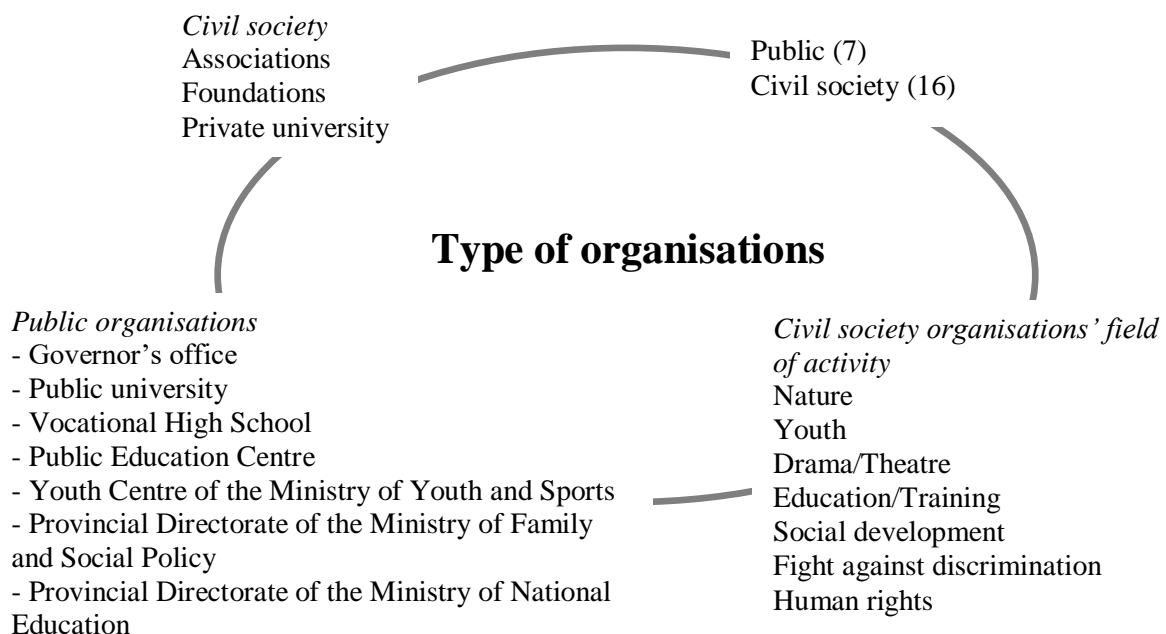 Civil society
Associations
Foundations
Private university
Public (7)
Civil society (16)
Type of organisations
Public organisations
- Governor’s office
- Public university
- Vocational High School
- Public Education Centre
- Youth Centre of the Ministry of Youth and Sports
- Provincial Directorate of the Ministry of Family
and Social Policy
- Provincial Directorate of the Ministry of National
Education
Civil society organisations’ field
of activity
Nature
Youth
Drama/Theatre
Education/Training
Social development
Fight against discrimination
Human rights